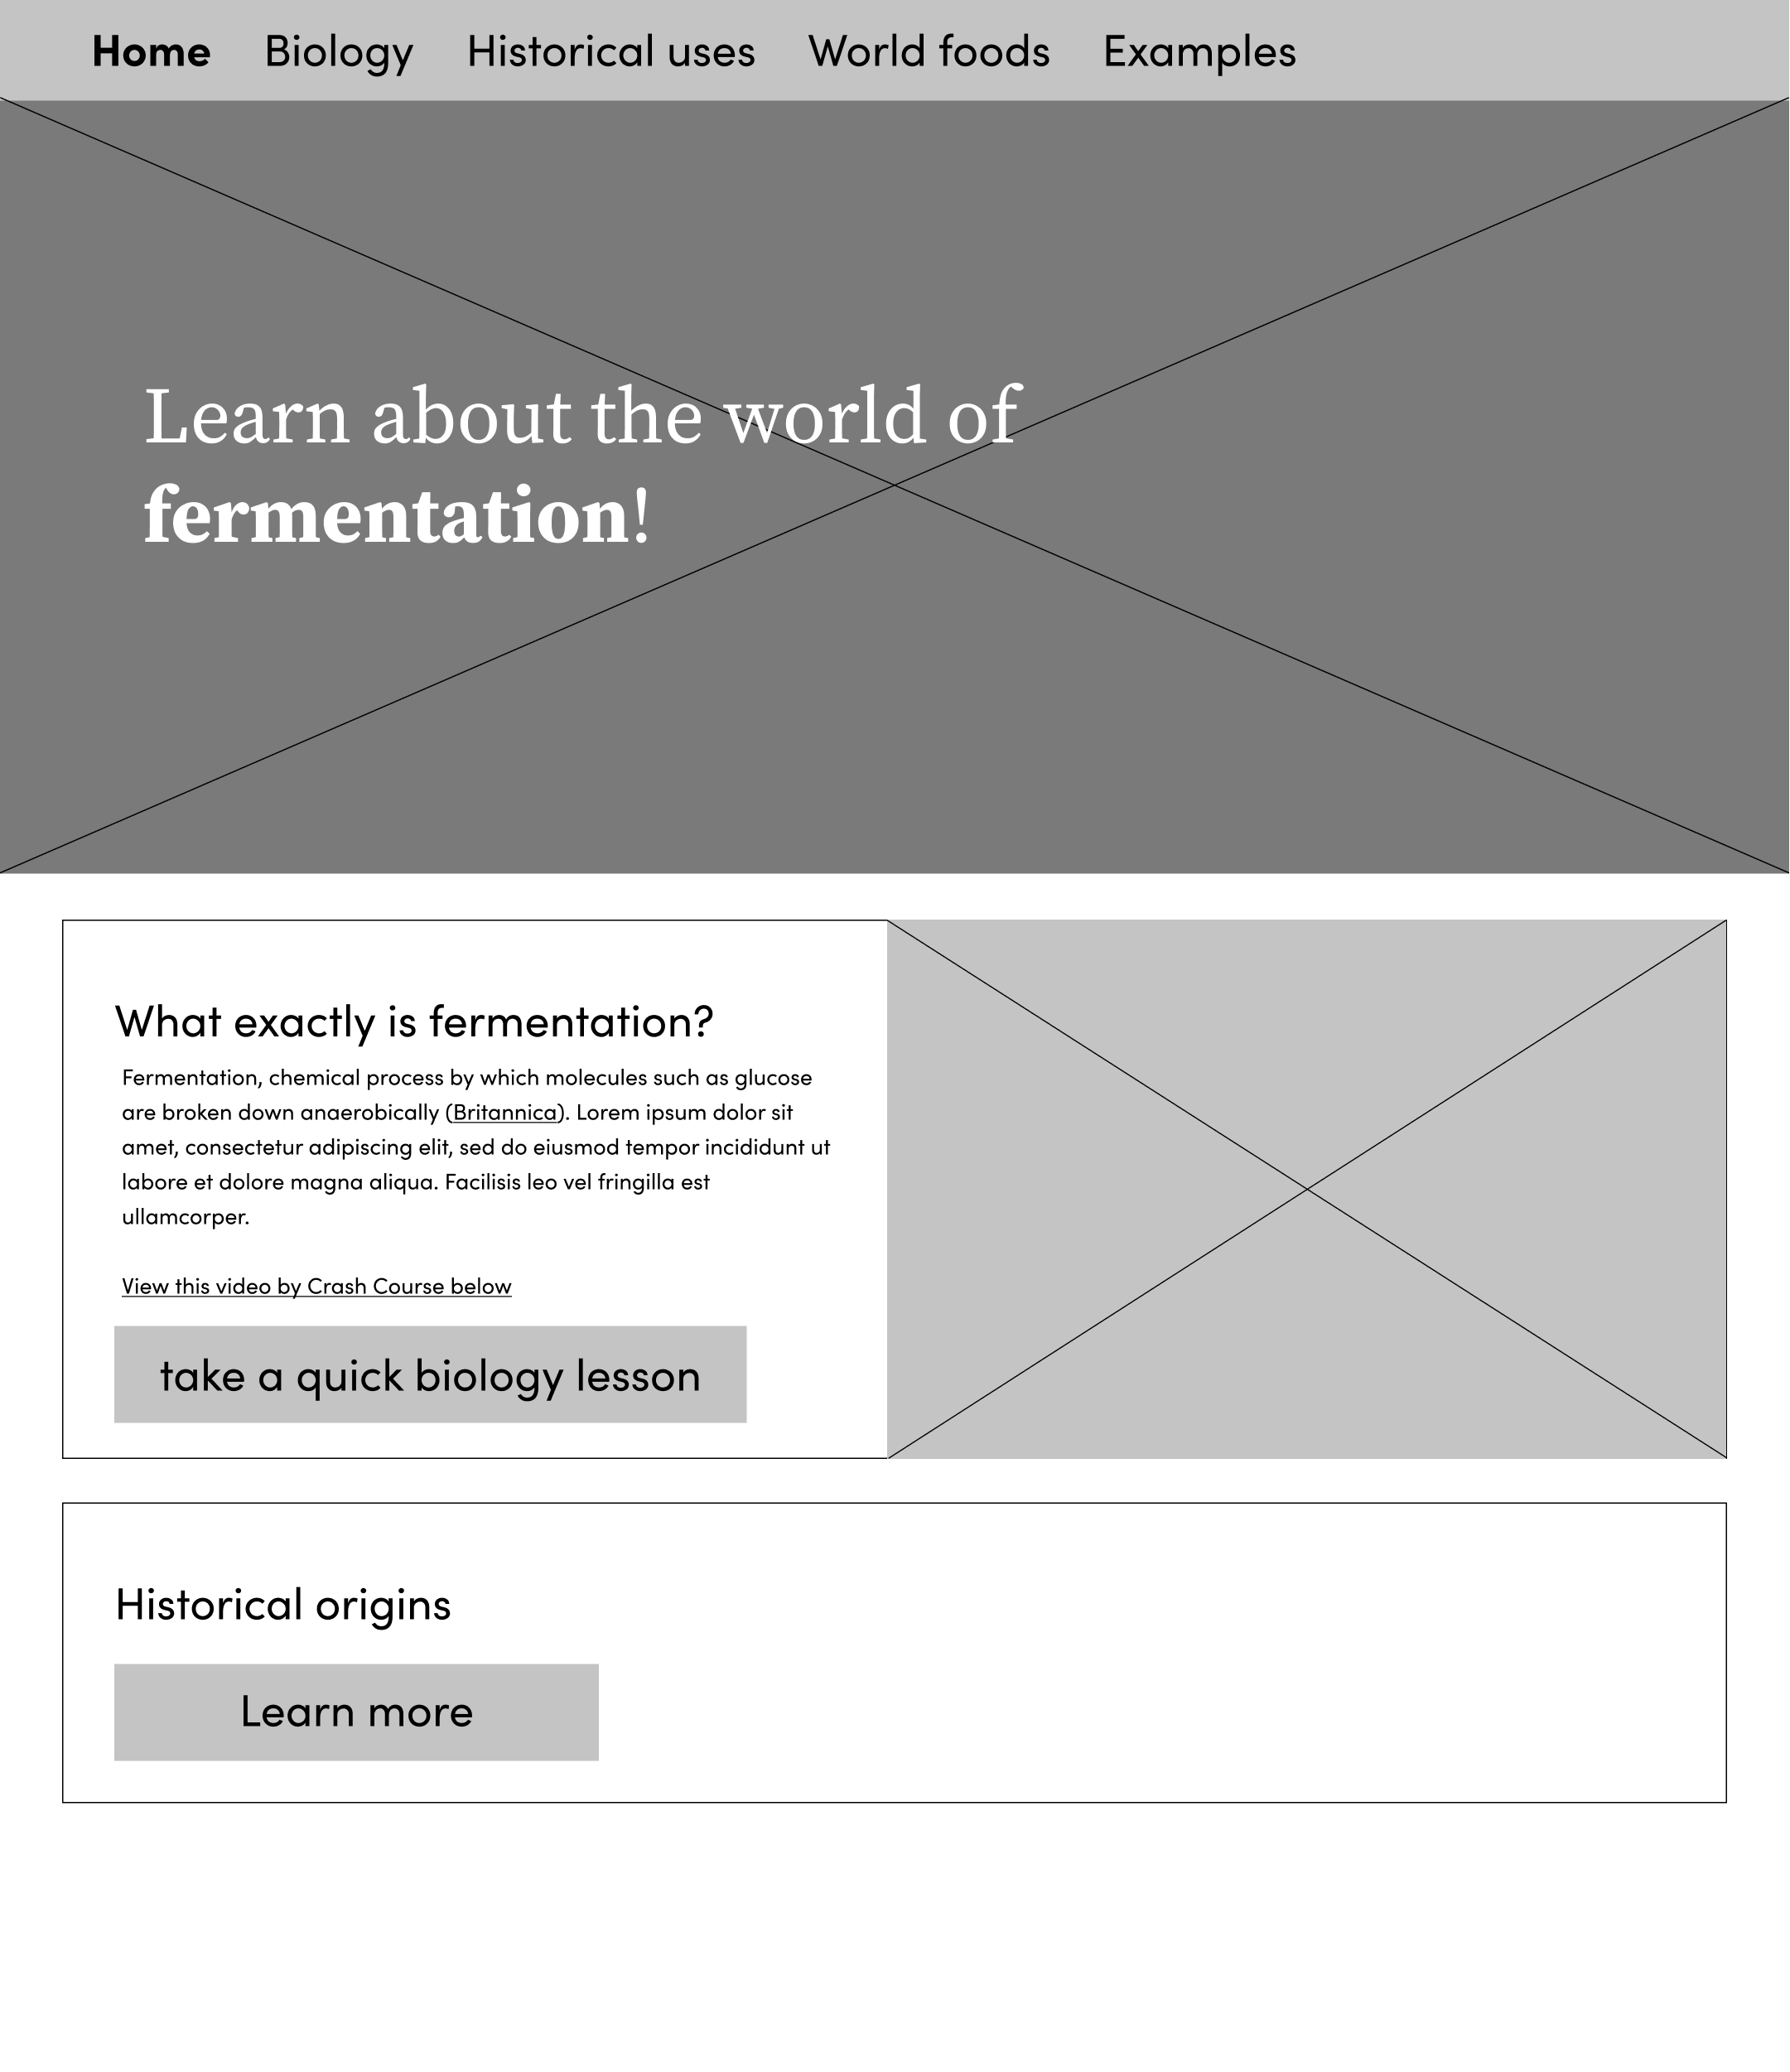 Home Biology Historical uses World foods Examples
Learn about the world of
fermentation!
What exactly is fermentation?
Fermentation, chemical process by which molecules such as glucose
are broken down anaerobically (Britannica). Lorem ipsum dolor sit
amet, consectetur adipiscing elit, sed do eiusmod tempor incididunt ut
labore et dolore magna aliqua. Facilisis leo vel fringilla est
ullamcorper.
View this video by Crash Course below
take a quick biology lesson
Historical origins
Learn more